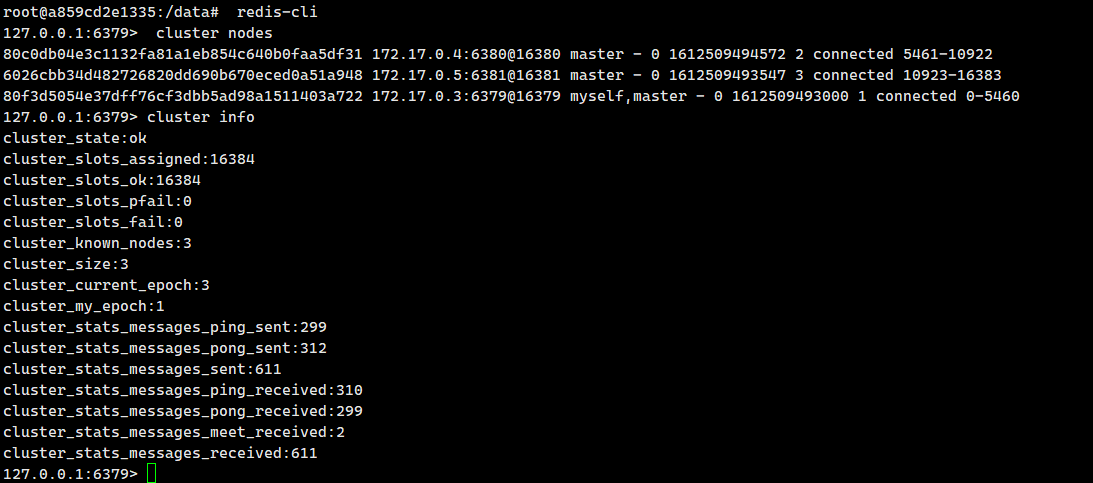 root@a859cd2e1335:/data#  redis-cli
127.0.0.1:6379>  cluster nodes
80c0db04e3c1132fa81a1eb854c640b0faa5df31 172.17.0.4:6380@16380 master - 0 1612509494572 2 connected 5461-10922
6026cbb34d482726820dd690b670eced0a51a948 172.17.0.5:6381@16381 master - 0 1612509493547 3 connected 10923-16383
80f3d5054e37dff76cf3dbb5ad98a1511403a722 172.17.0.3:6379@16379 myself,master - 0 1612509493000 1 connected 0-5460
127.0.0.1:6379> cluster info
cluster_state:ok
cluster_slots_assigned:16384
cluster_slots_ok:16384
cluster_slots_pfail:0
cluster_slots_fail:0
cluster_known_nodes:3
cluster_size:3
cluster_current_epoch:3
cluster_my_epoch:1
cluster_stats_messages_ping_sent:299
cluster_stats_messages_pong_sent:312
cluster_stats_messages_sent:611
cluster_stats_messages_ping_received:310
cluster_stats_messages_pong_received:299
cluster_stats_messages_meet_received:2
cluster_stats_messages_received:611
127.0.0.1:6379>